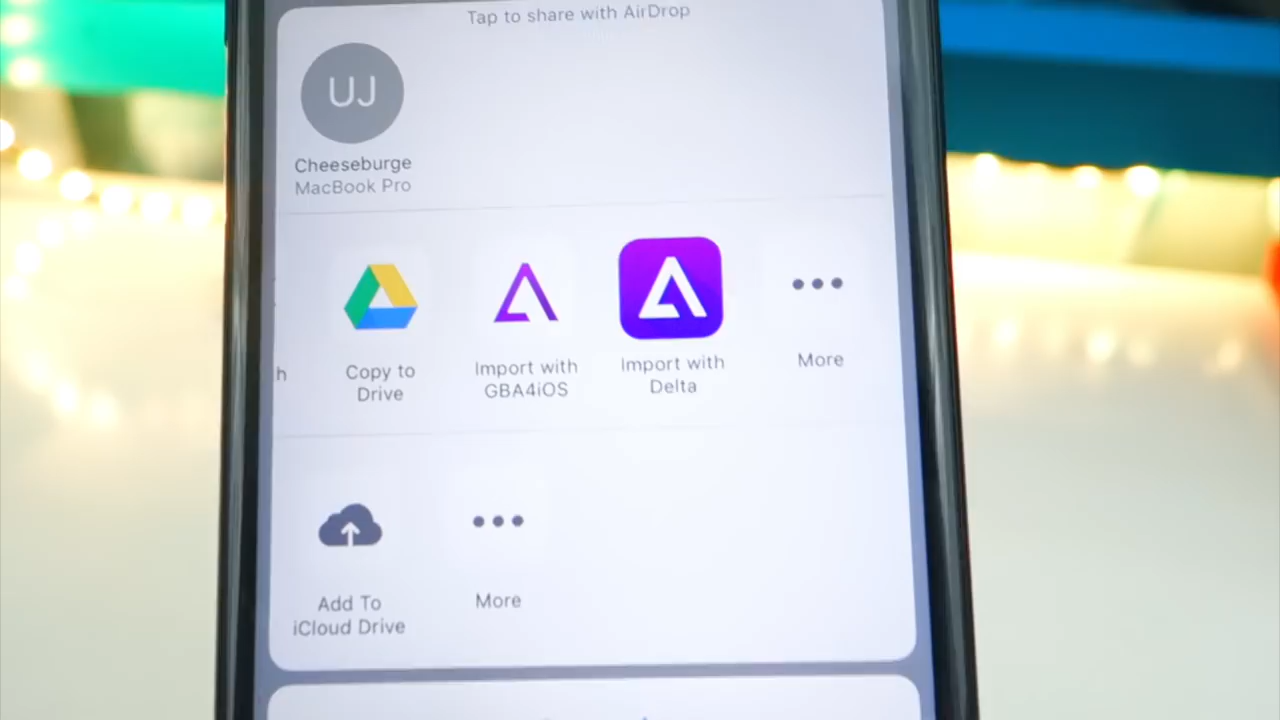 Tap to share with AirDrop
UJ
Cheeseburge
MacBook Pro
h
Copy to
Drive
Import with
GBA4iOS
Import with
Delta
More
Add To
iCloud Drive
More